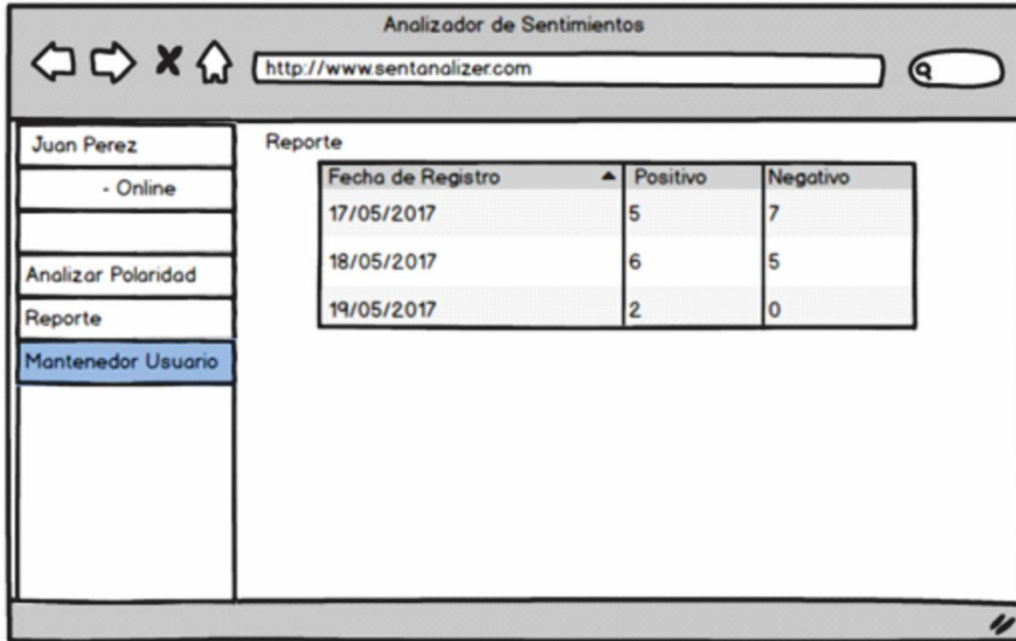 Analizador de Sentimientos
http://www.sentanalizer.com
Juan Perez
- Online
Analizar Polaridad
Reporte
Mantenedor Usuario
Reporte
Fecha de Registro Positivo Negativo
17/05/2017 5 7
18/05/2017 6 5
19/05/2017 2 0